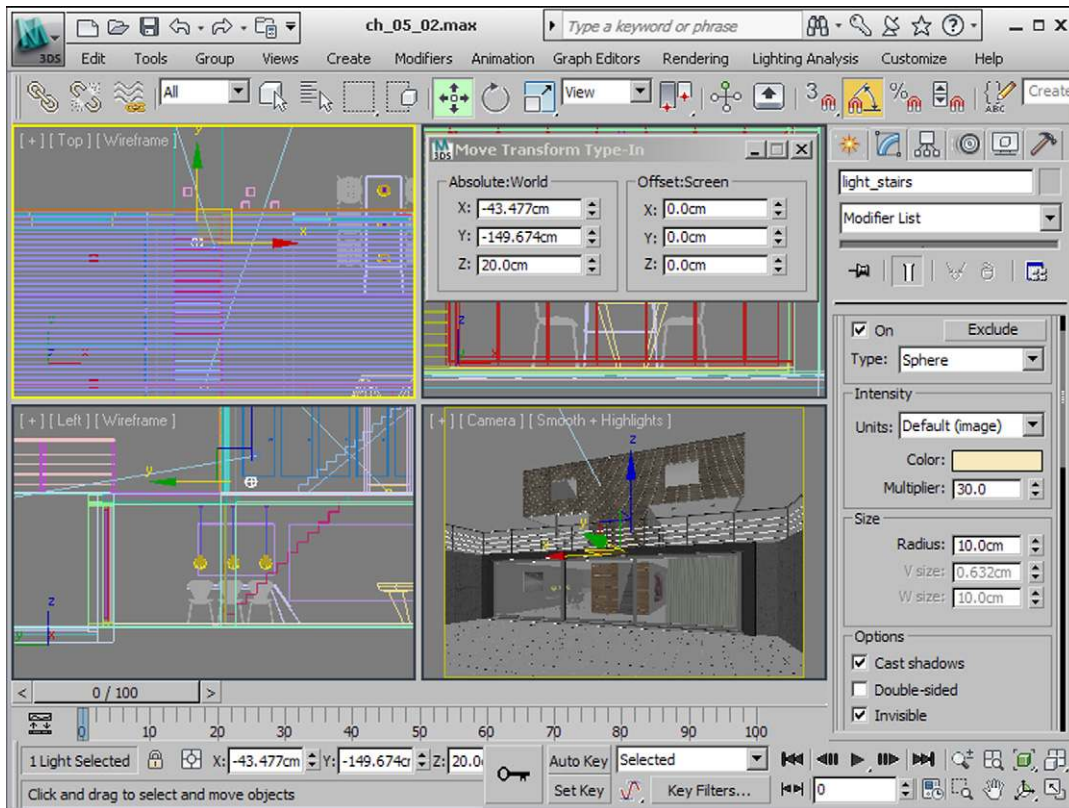 ch_05_02.max
Type a keyword or phrase
3DS
Edit Tools Group Views Create Modifiers Animation Graph Editors Rendering Lighting Analysis Customize Help
All
View
3
%
ABC
Create
[ + ] [ Top ] [ Wireframe ]
3DS Move Transform Type-In
Absolute:World
X: -43.477cm
Y: -149.674cm
Z: 20.0cm
Offset:Screen
X: 0.0cm
Y: 0.0cm
Z: 0.0cm
light_stairs
Modifier List
On Exclude
Type: Sphere
Intensity
Units: Default (image)
Color:
Multiplier: 30.0
Size
Radius: 10.0cm
V size: 0.632cm
W size: 10.0cm
Options
Cast shadows
Double-sided
Invisible
[ + ] [ Left ] [ Wireframe ]
[ + ] [ Camera ] [ Smooth + Highlights ]
y
x
z
x
z
x
y
z
y
x
z
y
x
< 0 / 100 >
0 10 20 30 40 50 60 70 80 90 100
1 Light Selected X: -43.477cm Y: -149.674c Z: 20.0 Auto Key Selected
Click and drag to select and move objects Set Key Key Filters... 0